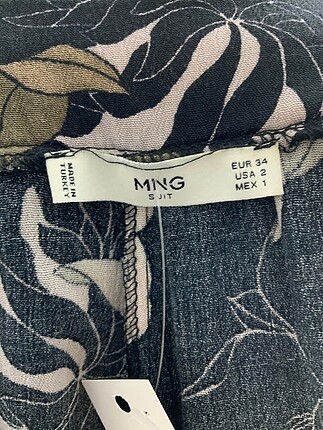 MADE IN
TURKEY
MNG
SUIT
EUR 34
USA 2
MEX 1